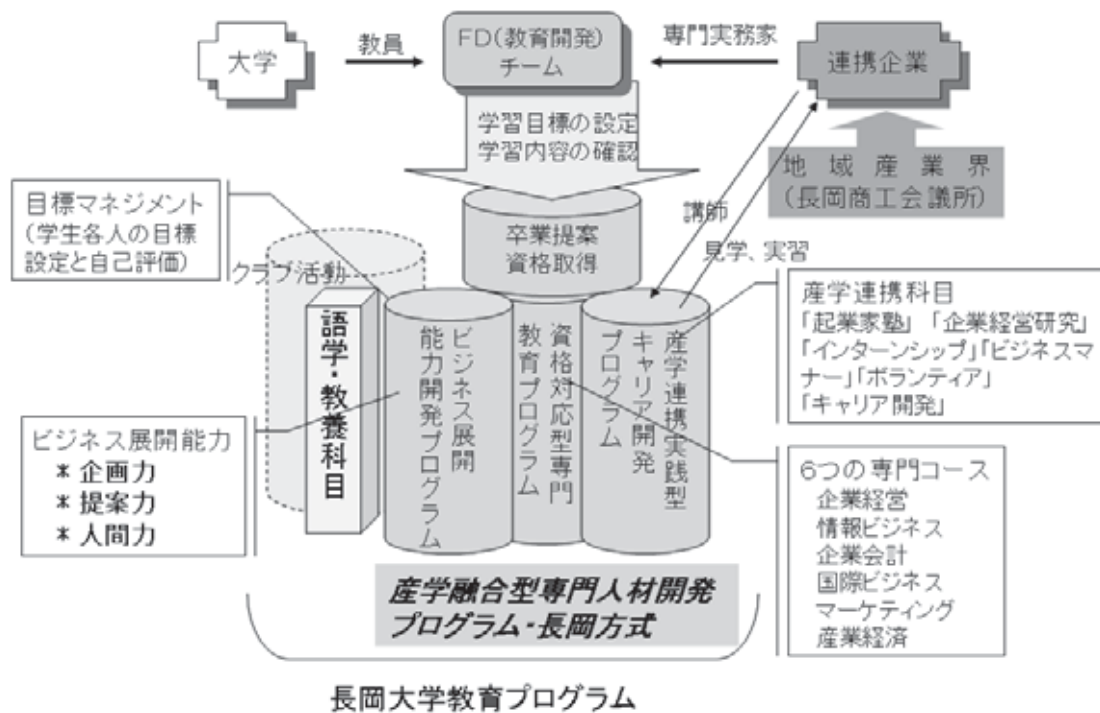 大学
教員
FD(教育開発)
チーム
専門実務家
連携企業
学習目標の設定
学習内容の確認
地域産業界
(長岡商工会議所)
目標マネジメント
(学生各人の目標
設定と自己評価)
講師
見学、実習
卒業提案
資格取得
クラブ活動
語学・教養科目
ビジネス展開
能力開発プログラム
資格対応型専門
教育プログラム
産学連携実践型
キャリア開発
プログラム
産学連携科目
「起業家塾」 「企業経営研究」
「インターンシップ」「ビジネスマ
ナー」「ボランティア」
「キャリア開発」
ビジネス展開能力
* 企画力
* 提案力
* 人間力
6つの専門コース
企業経営
情報ビジネス
企業会計
国際ビジネス
マーケティング
産業経済
産学融合型専門人材開発
プログラム・長岡方式
長岡大学教育プログラム